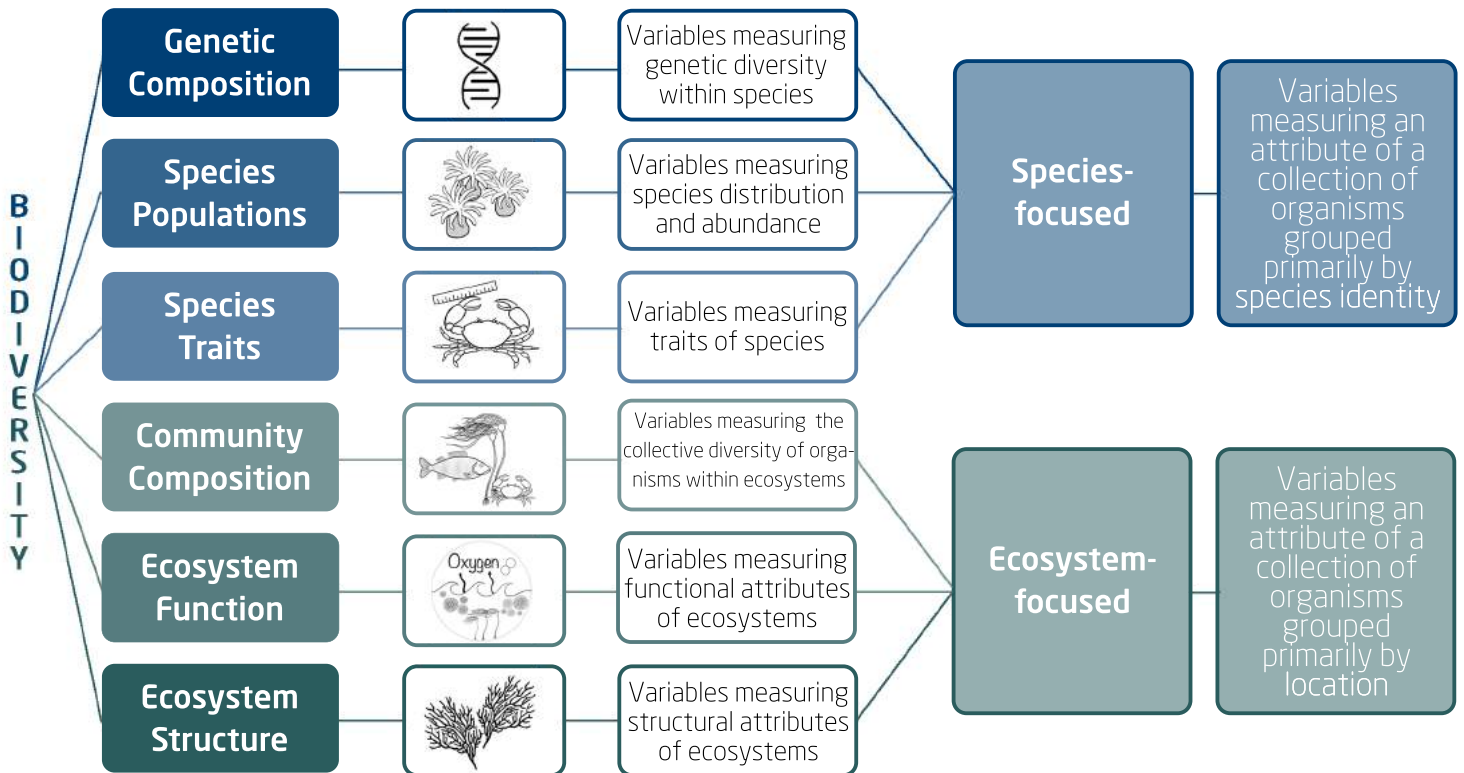 BIODIVERSITY
Genetic
Composition
Variables measuring
genetic diversity
within species
Species
Populations
Variables measuring
species distribution
and abundance
Species
Traits
Variables measuring
traits of species
Species-
focused
Variables
measuring an
attribute of a
collection of
organisms
grouped
primarily by
species identity
Community
Composition
Variables measuring the
collective diversity of orga-
nisms within ecosystems
Ecosystem
Function
Oxygen
Variables measuring
functional attributes
of ecosystems
Ecosystem
Structure
Variables measuring
structural attributes
of ecosystems
Ecosystem-
focused
Variables
measuring an
attribute of a
collection of
organisms
grouped
primarily by
location